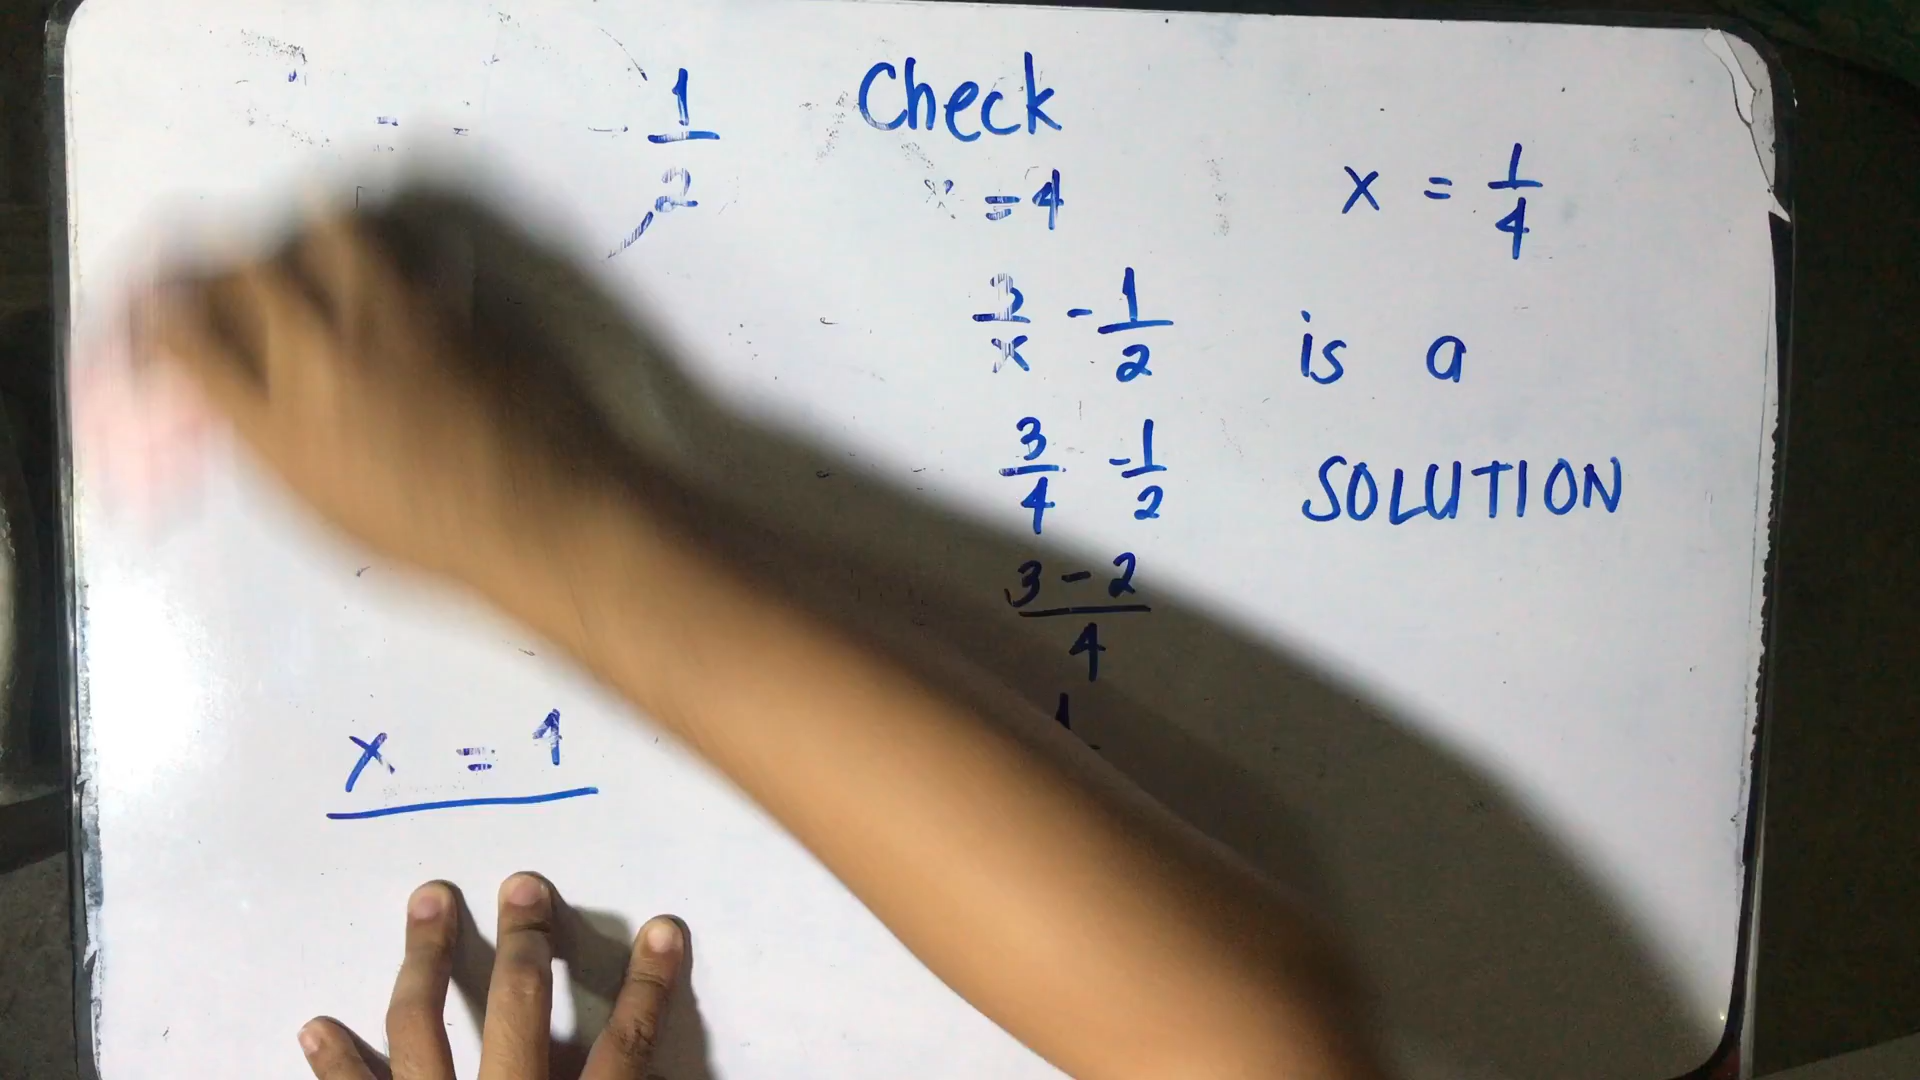 1/2
Check
x = 4
3/x - 1/2
3/4 - 1/2
3 - 2/4
1
x = 1/4
is a
SOLUTION
x = 4